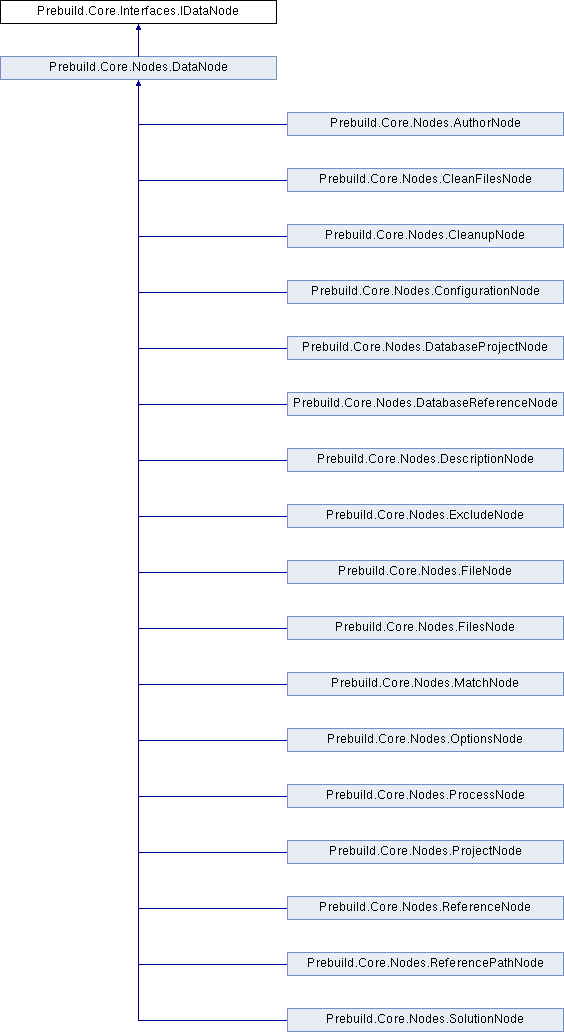 Prebuild.Core.Interfaces.IDataNode
Prebuild.Core.Nodes.DataNode
Prebuild.Core.Nodes.AuthorNode
Prebuild.Core.Nodes.CleanFilesNode
Prebuild.Core.Nodes.CleanupNode
Prebuild.Core.Nodes.ConfigurationNode
Prebuild.Core.Nodes.DatabaseProjectNode
Prebuild.Core.Nodes.DatabaseReferenceNode
Prebuild.Core.Nodes.DescriptionNode
Prebuild.Core.Nodes.ExcludeNode
Prebuild.Core.Nodes.FileNode
Prebuild.Core.Nodes.FilesNode
Prebuild.Core.Nodes.MatchNode
Prebuild.Core.Nodes.OptionsNode
Prebuild.Core.Nodes.ProcessNode
Prebuild.Core.Nodes.ProjectNode
Prebuild.Core.Nodes.ReferenceNode
Prebuild.Core.Nodes.ReferencePathNode
Prebuild.Core.Nodes.SolutionNode